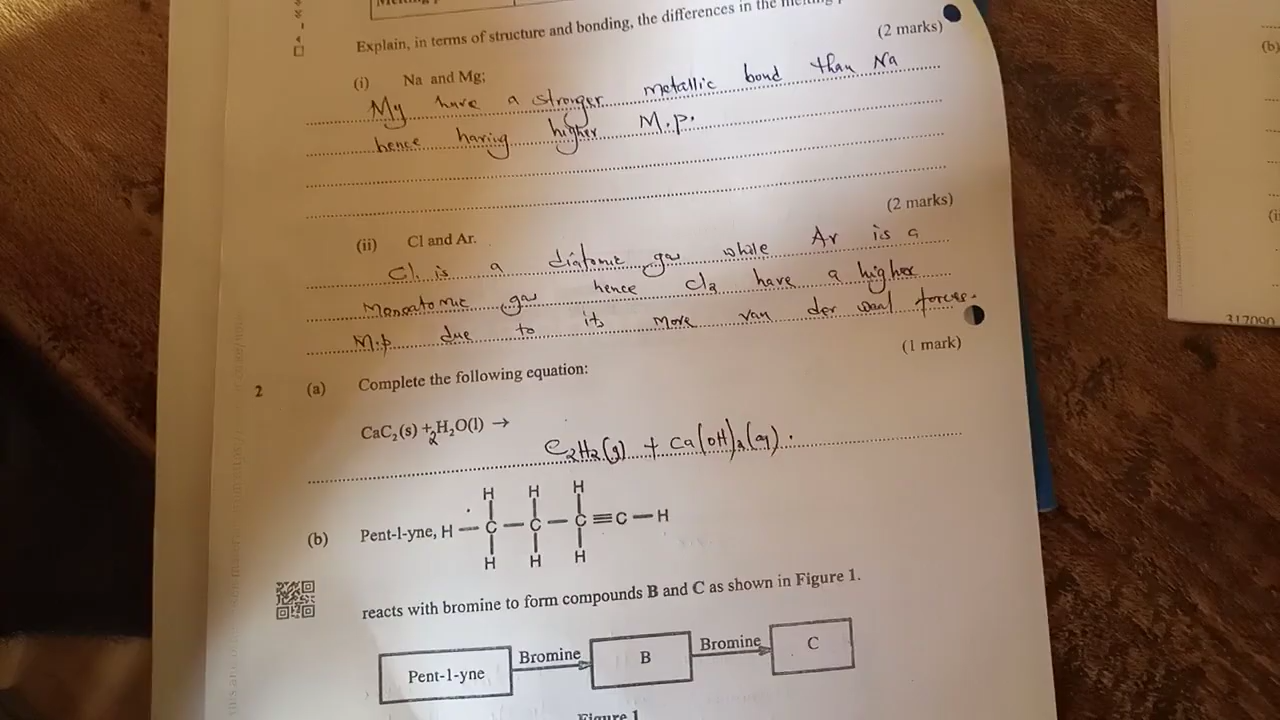 Explain, in terms of structure and bonding, the differences in the melting
(2 marks)
(i) Na and Mg;
Mg have a stronger metallic bond than Na
hence having higher M.p.
(2 marks)
(ii) Cl and Ar.
Cl is a diatomic gas while Ar is a
Monoatomic gas hence Cl2 have a higher
M.p due to its more van der waal forces.
(1 mark)
2 (a) Complete the following equation:
CaC2(s) + 2H2O(l) →
C2H2(g) + Ca(OH)2(aq).
H H H
(b) Pent-1-yne, H — C — C — C ≡ C — H
H H H
reacts with bromine to form compounds B and C as shown in Figure 1.
Pent-1-yne Bromine B Bromine C
Figure 1
(b)
317090